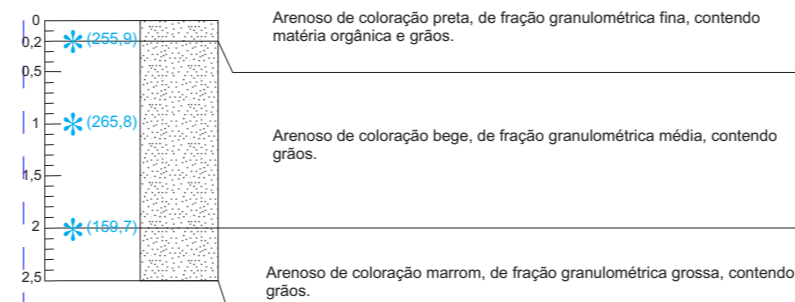 0
Arenoso de coloração preta, de fração granulométrica fina, contendo
matéria orgânica e grãos.
0,2
(255,9)
0,5
1
(265,8)
Arenoso de coloração bege, de fração granulométrica média, contendo
grãos.
1,5
2
(159,7)
2,5
Arenoso de coloração marrom, de fração granulométrica grossa, contendo
grãos.